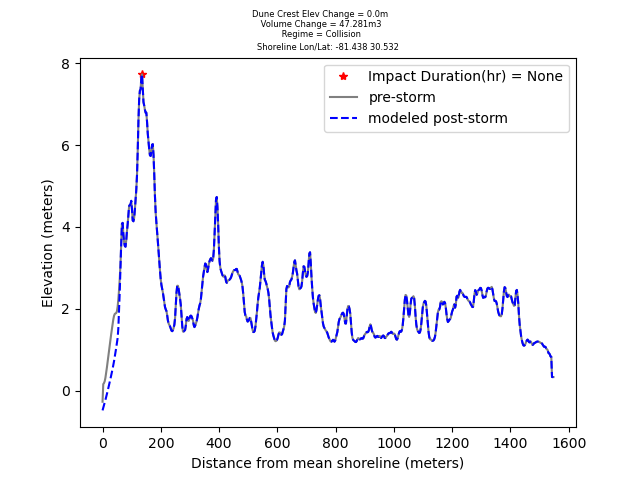 Dune Crest Elev Change = 0.0m
Volume Change = 47.281m3
Regime = Collision
Shoreline Lon/Lat: -81.438 30.532
Impact Duration(hr) = None
pre-storm
modeled post-storm
8
6
4
2
0
Elevation (meters)
0 200 400 600 800 1000 1200 1400 1600
Distance from mean shoreline (meters)